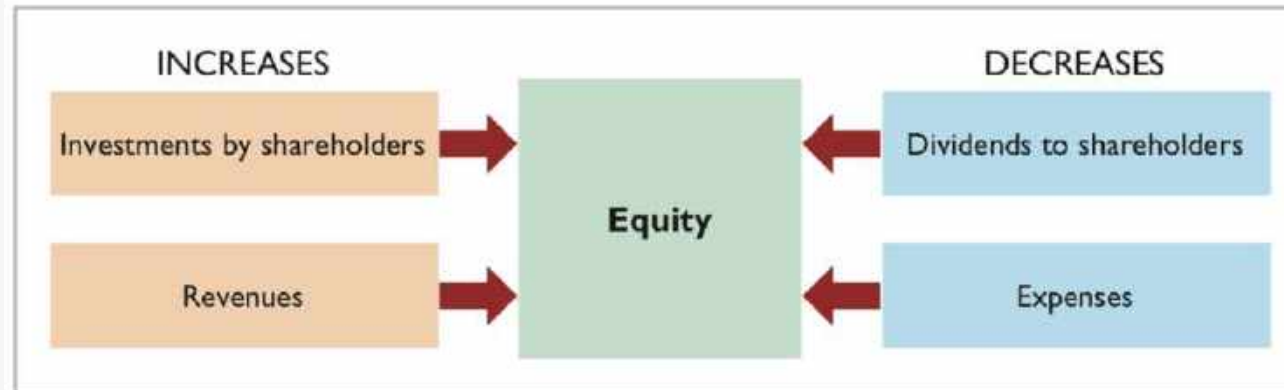 INCREASES
DECREASES
Investments by shareholders
Dividends to shareholders
Equity
Revenues
Expenses